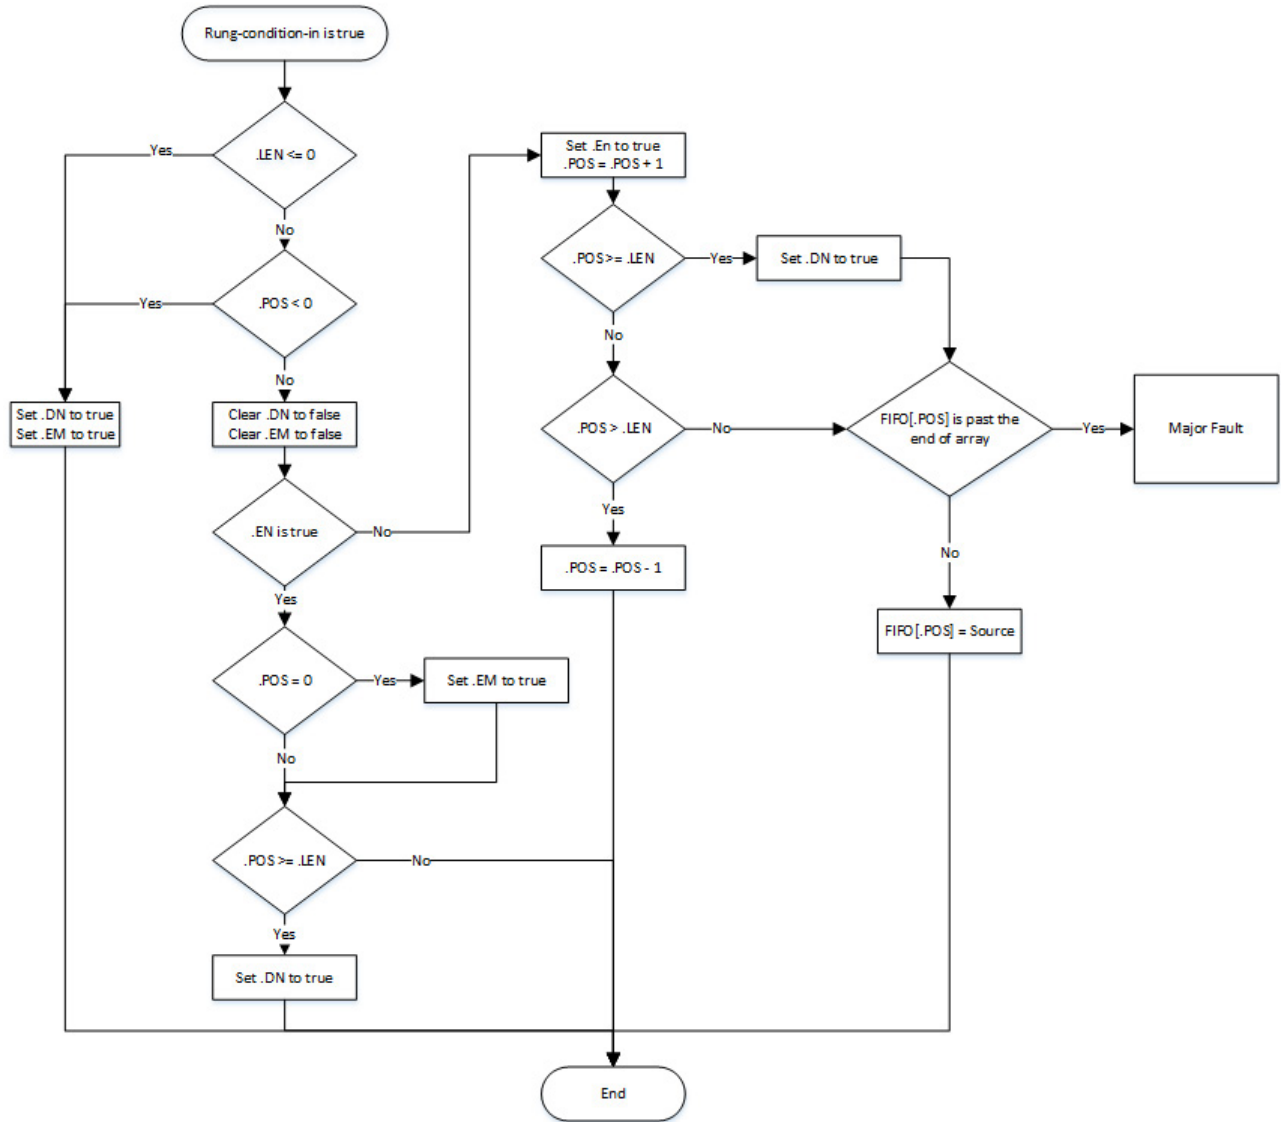 Rung-condition-in is true
.LEN <= 0
Yes
No
.POS < 0
Yes
No
Set .DN to true
Set .EM to true
Clear .DN to false
Clear .EM to false
.EN is true
No
Yes
.POS = 0
Yes
Set .EM to true
No
.POS >= .LEN
No
Yes
Set .DN to true
Set .En to true
.POS = .POS + 1
.POS >= .LEN
Yes
Set .DN to true
No
.POS > .LEN
No
Yes
.POS = .POS - 1
FIFO[.POS] is past the
end of array
Yes
Major Fault
No
FIFO[.POS] = Source
End